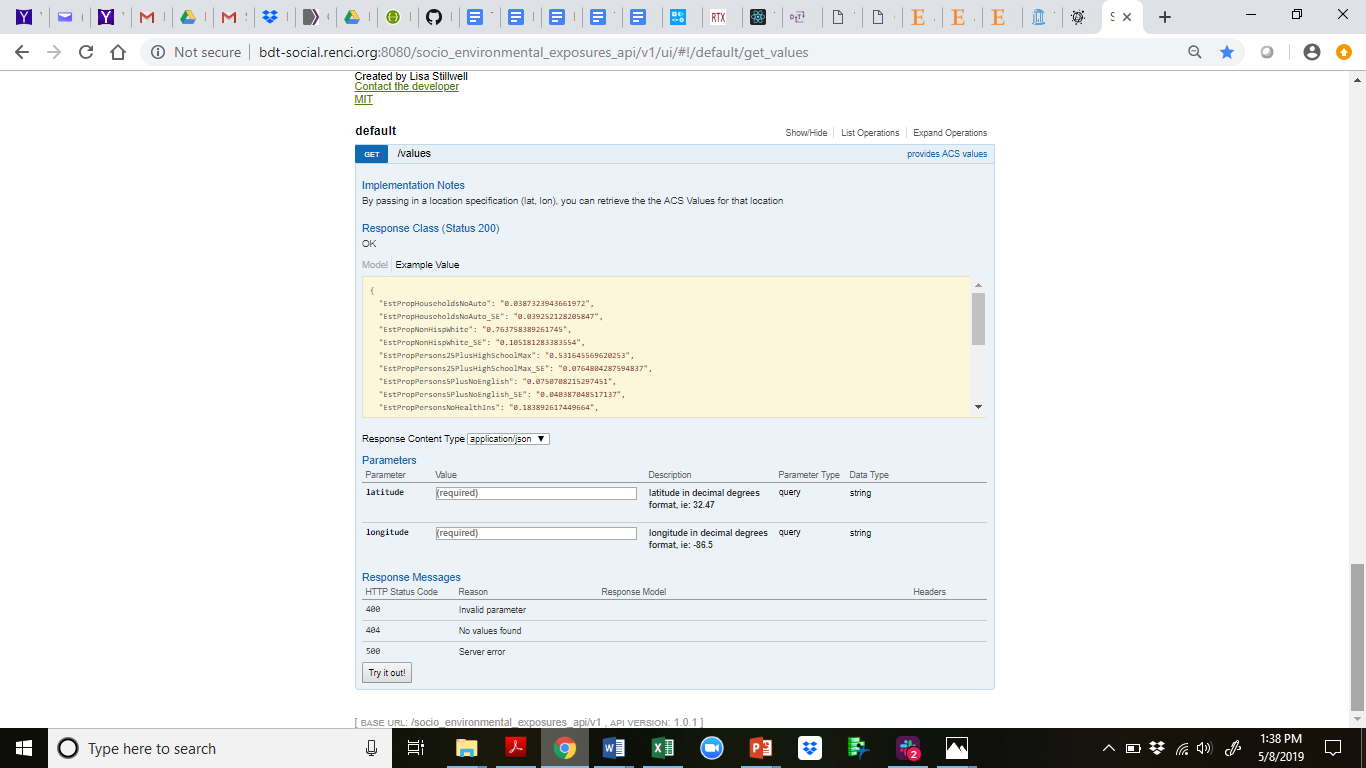 RTX
S
Not secure
bdt-social.renci.org:8080/socio_environmental_exposures_api/v1/ui/#!/default/get_values
Created by Lisa Stillwell
Contact the developer
MIT
default
Show/Hide
List Operations
Expand Operations
GET
/values
provides ACS values
Implementation Notes
By passing in a location specification (lat, lon), you can retrieve the the ACS Values for that location
Response Class (Status 200)
OK
Model
Example Value
{
"EstPropHouseholdsNoAuto": "0.0387323943661972",
"EstPropHouseholdsNoAuto_SE": "0.039252128205847",
"EstPropNonHispWhite": "0.763758389261745",
"EstPropNonHispWhite_SE": "0.105181283383554",
"EstPropPersons25PlusHighSchoolMax": "0.531645569620253",
"EstPropPersons25PlusHighSchoolMax_SE": "0.0764804287594837",
"EstPropPersons5PlusNoEnglish": "0.0750708215297451",
"EstPropPersons5PlusNoEnglish_SE": "0.040387048517137",
"EstPropPersonsNoHealthIns": "0.183892617449664",
Response Content Type application/json
Parameters
Parameter Value Description Parameter Type Data Type
latitude (required) latitude in decimal degrees query string
format, ie: 32.47
longitude (required) longitude in decimal degrees query string
format, ie: -86.5
Response Messages
HTTP Status Code Reason Response Model Headers
400 Invalid parameter
404 No values found
500 Server error
Try it out!
[ BASE URL: /socio_environmental_exposures_api/v1 , API VERSION: 1.0.1 ]
Type here to search
2
1:38 PM
5/8/2019